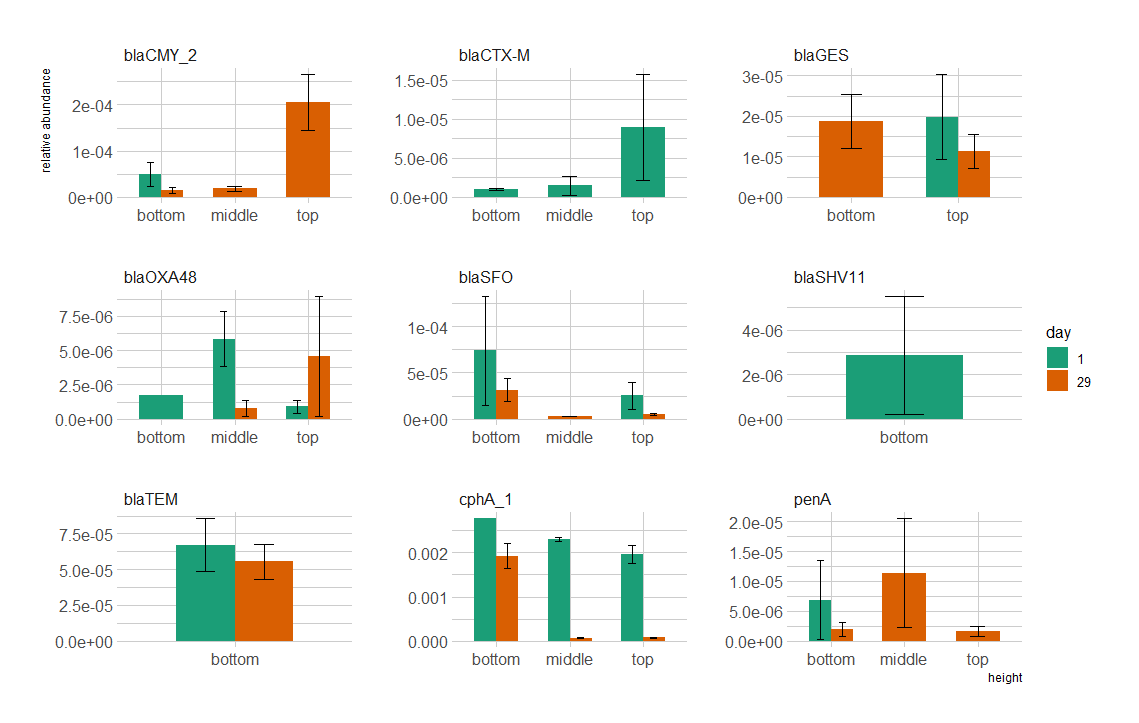 blaCMY_2
blaCTX-M
blaGES
relative abundance
2e-04
1e-04
0e+00
bottom
middle
top
1.5e-05
1.0e-05
5.0e-06
0.0e+00
bottom
middle
top
3e-05
2e-05
1e-05
0e+00
bottom
top
blaOXA48
blaSFO
blaSHV11
7.5e-06
5.0e-06
2.5e-06
0.0e+00
bottom
middle
top
1e-04
5e-05
0e+00
bottom
middle
top
4e-06
2e-06
0e+00
bottom
day
1
29
blaTEM
cphA_1
penA
7.5e-05
5.0e-05
2.5e-05
0.0e+00
bottom
0.002
0.001
0.000
bottom
middle
top
2.0e-05
1.5e-05
1.0e-05
5.0e-06
0.0e+00
bottom
middle
top
height